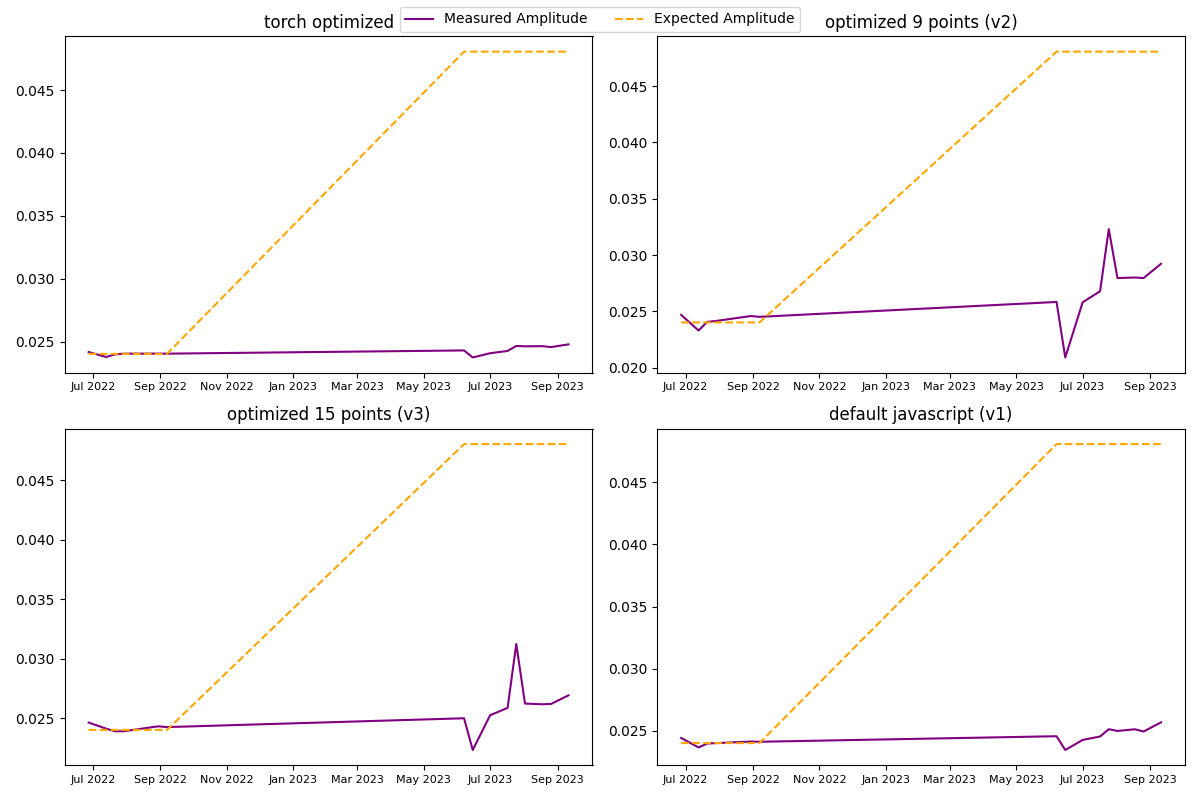 torch optimized
Measured Amplitude
Expected Amplitude
optimized 9 points (v2)
0.045
0.040
0.035
0.030
0.025
Jul 2022 Sep 2022 Nov 2022 Jan 2023 Mar 2023 May 2023 Jul 2023 Sep 2023
0.045
0.040
0.035
0.030
0.025
0.020
Jul 2022 Sep 2022 Nov 2022 Jan 2023 Mar 2023 May 2023 Jul 2023 Sep 2023
optimized 15 points (v3)
0.045
0.040
0.035
0.030
0.025
Jul 2022 Sep 2022 Nov 2022 Jan 2023 Mar 2023 May 2023 Jul 2023 Sep 2023
default javascript (v1)
0.045
0.040
0.035
0.030
0.025
Jul 2022 Sep 2022 Nov 2022 Jan 2023 Mar 2023 May 2023 Jul 2023 Sep 2023